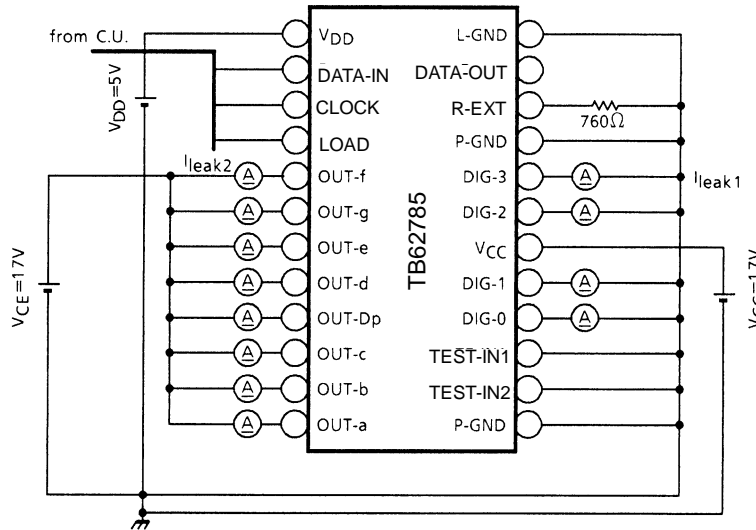 from C.U.
V_DD=5V
V_CE=17V
I_leak2
A
A
A
A
A
A
A
A
V_DD
DATA-IN
CLOCK
LOAD
OUT-f
OUT-g
OUT-e
OUT-d
OUT-Dp
OUT-c
OUT-b
OUT-a
TB62785
L-GND
DATA-OUT
R-EXT
P-GND
DIG-3
DIG-2
V_CC
DIG-1
DIG-0
TEST-IN1
TEST-IN2
P-GND
760Ω
A
A
A
A
I_leak1
V_CC=17V